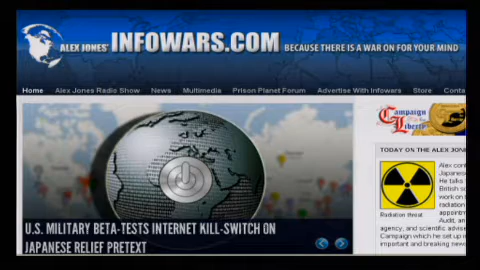 ALEX JONES' INFOWARS.COM BECAUSE THERE IS A WAR ON FOR YOUR MIND
Home Alex Jones Radio Show News Multimedia Prison Planet Forum Advertise With Infowars Store Conta
Campaign
Liberty
TODAY ON THE ALEX JON
Alex con
Japanese
He talks
British s
work on
radiation
appointm
Audit, an
Radiation threat
agency, and scientific advise
Campaign which he set up i
important and breaking new
U.S. MILITARY BETA-TESTS INTERNET KILL-SWITCH ON
JAPANESE RELIEF PRETEXT